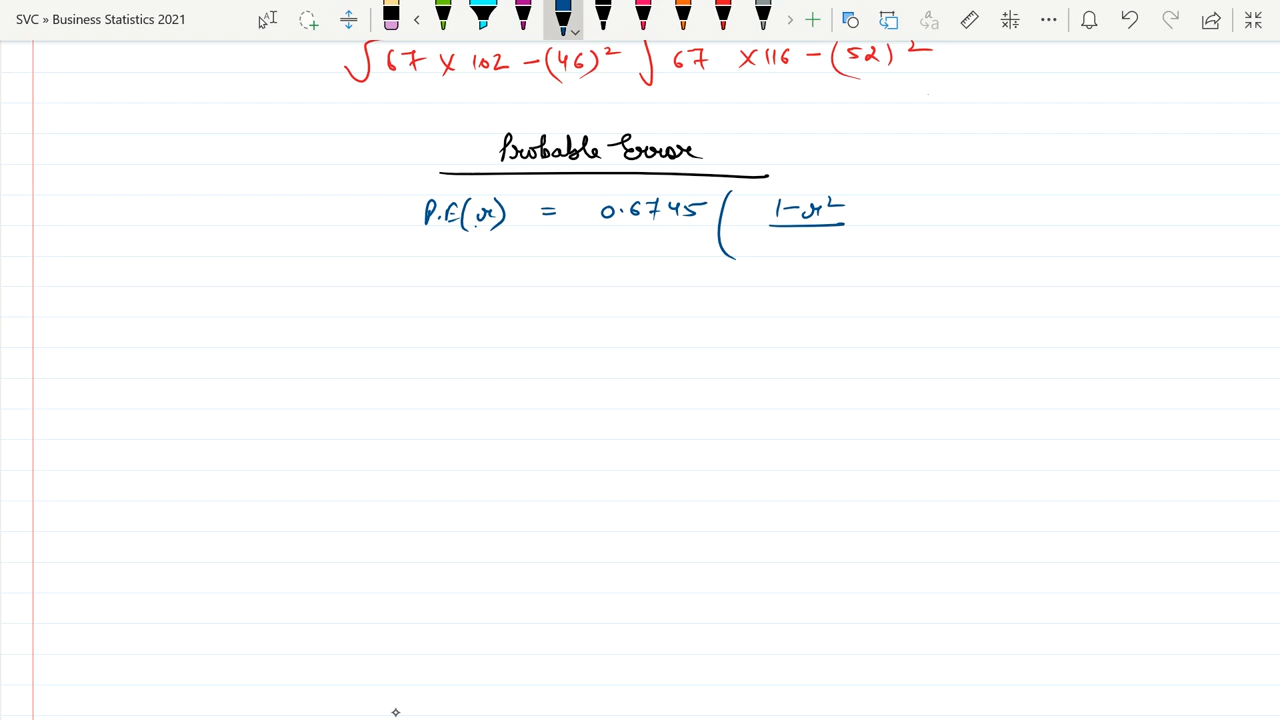 SVC » Business Statistics 2021
√67 × 102 - (46)² √67 × 116 - (52)²
Probable Error
P.E(r) = 0.6745 ( 1-r²